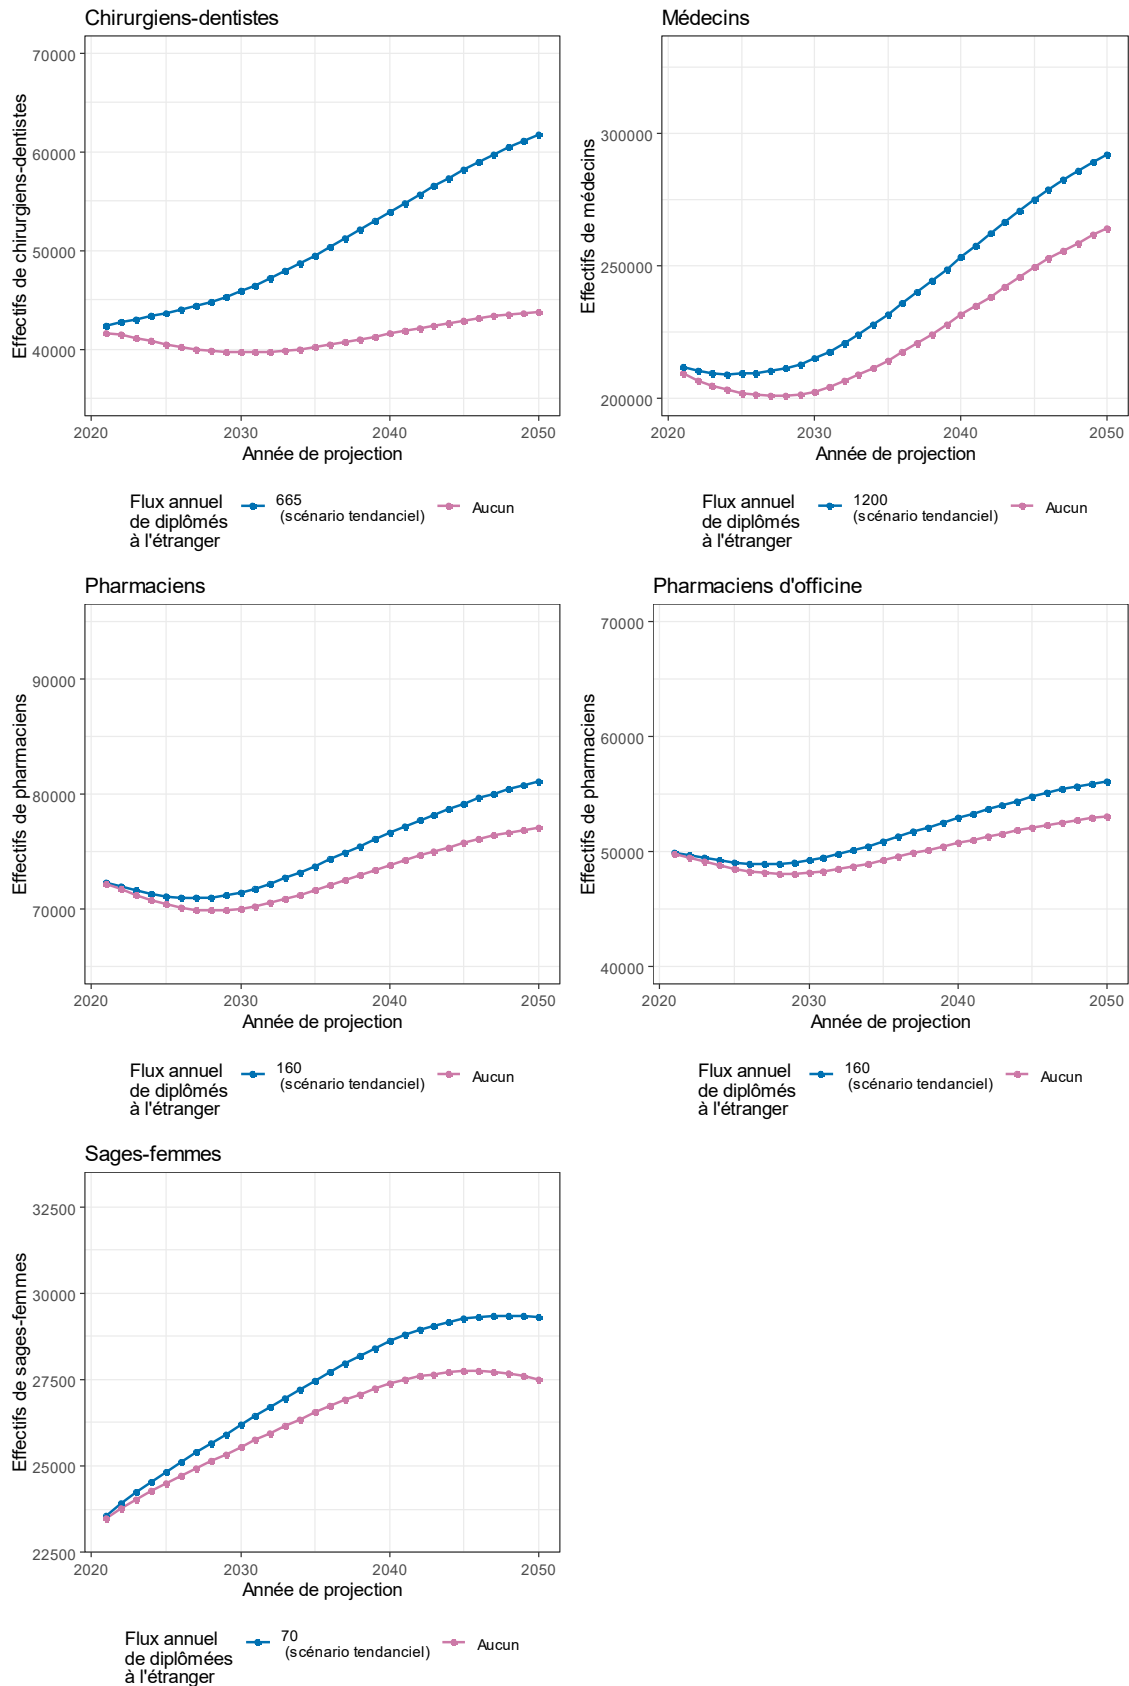 Chirurgiens-dentistes
Effectifs de chirurgiens-dentistes
70000
60000
50000
40000
2020
2030
2040
2050
Année de projection
Flux annuel
de diplômés
à l'étranger
665
(scénario tendanciel)
Aucun
Médecins
Effectifs de médecins
300000
250000
200000
2020
2030
2040
2050
Année de projection
Flux annuel
de diplômés
à l'étranger
1200
(scénario tendanciel)
Aucun
Pharmaciens
Effectifs de pharmaciens
90000
80000
70000
2020
2030
2040
2050
Année de projection
Flux annuel
de diplômés
à l'étranger
160
(scénario tendanciel)
Aucun
Pharmaciens d'officine
Effectifs de pharmaciens
70000
60000
50000
40000
2020
2030
2040
2050
Année de projection
Flux annuel
de diplômés
à l'étranger
160
(scénario tendanciel)
Aucun
Sages-femmes
Effectifs de sages-femmes
32500
30000
27500
25000
22500
2020
2030
2040
2050
Année de projection
Flux annuel
de diplômées
à l'étranger
70
(scénario tendanciel)
Aucun